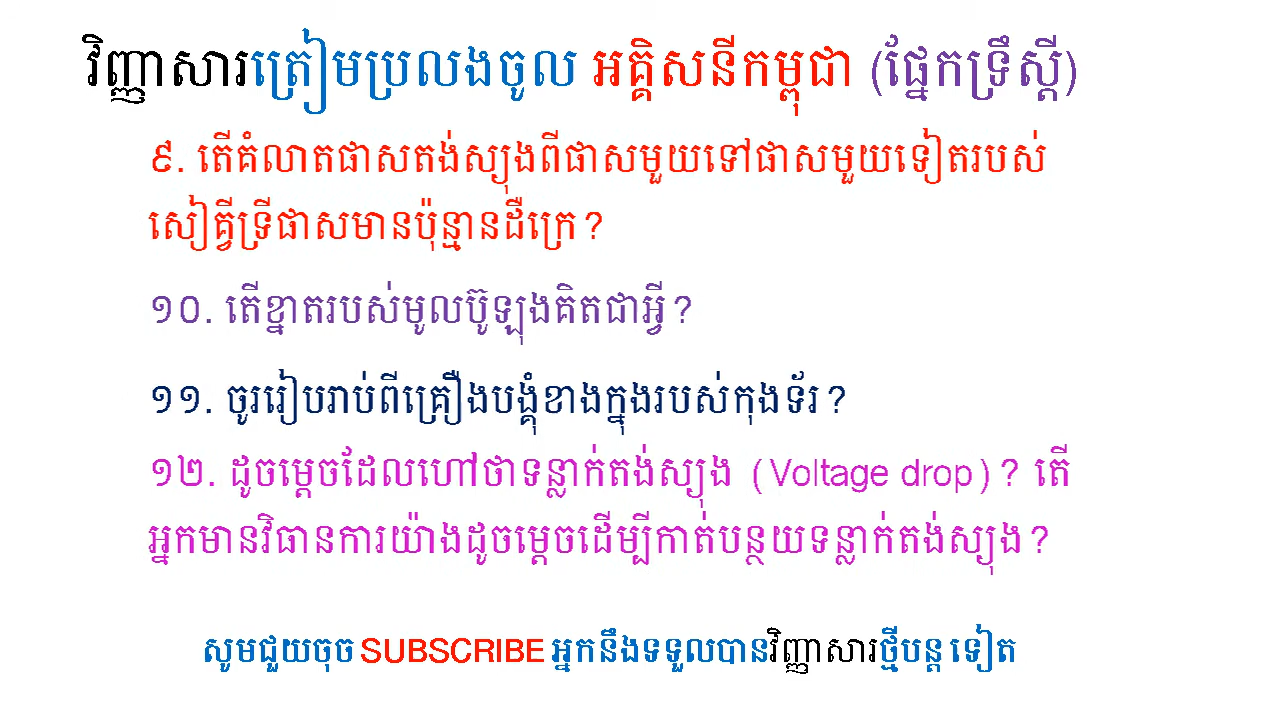 វិញ្ញាសារត្រៀមប្រលងចូល អគ្គិសនីកម្ពុជា (ផ្នែកទ្រឹស្តី)
៩. តើគំលាតផាសតង់ស្យុងពីផាសមួយទៅផាសមួយទៀតរបស់
សៀគ្វីទ្រីផាសមានប៉ុន្មានដឺក្រេ?
១០. តើខ្នាតរបស់មូលប៊ូឡុងគិតជាអ្វី?
១១. ចូររៀបរាប់ពីគ្រឿងបង្គុំខាងក្នុងរបស់កុងទ័រ?
១២. ដូចម្ដេចដែលហៅថាទន្លាក់តង់ស្យុង (Voltage drop)? តើ
អ្នកមានវិធានការយ៉ាងដូចម្ដេចដើម្បីកាត់បន្ថយទន្លាក់តង់ស្យុង?
សូមជួយចុច SUBSCRIBE អ្នកនឹងទទួលបានវិញ្ញាសារថ្មីបន្ត ទៀត